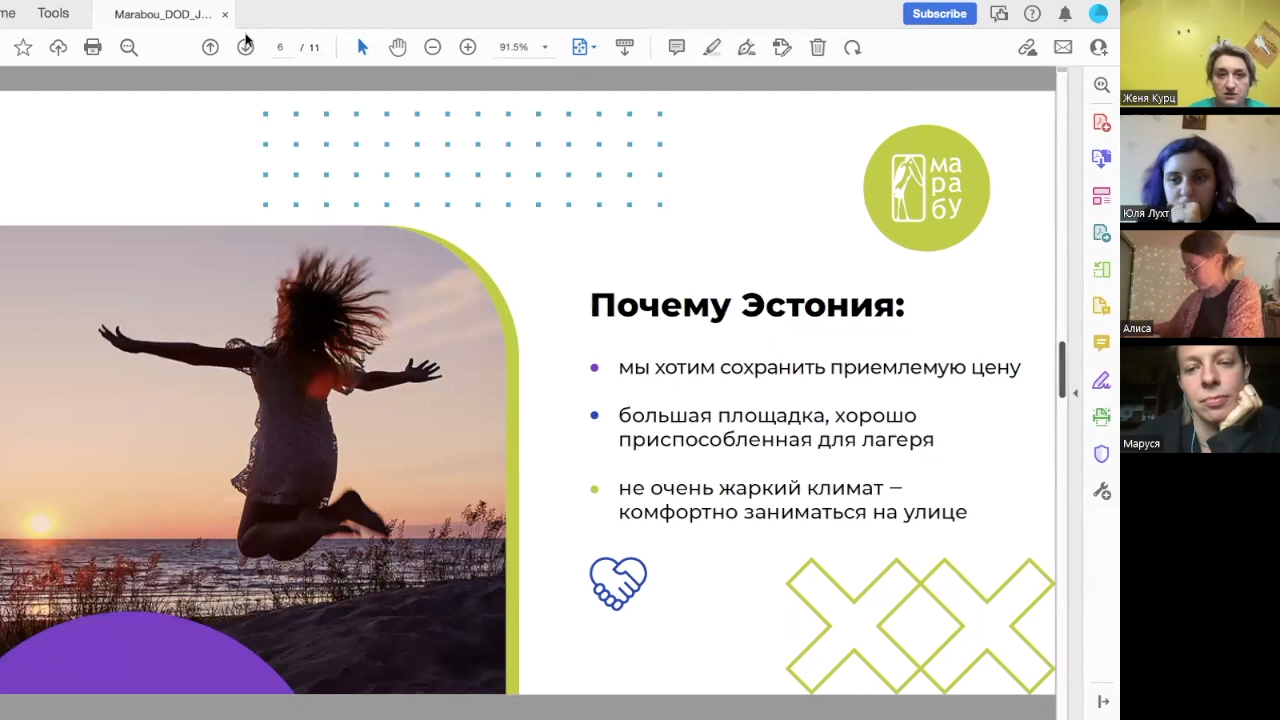 me
Tools
Marabou_DOD_J...
×
Subscribe
6
/ 11
91.5%
ма
ра
бу
Почему Эстония:
мы хотим сохранить приемлемую цену
большая площадка, хорошо
приспособленная для лагеря
не очень жаркий климат –
комфортно заниматься на улице
Женя Курц
Юля Лухт
Алиса
Маруся